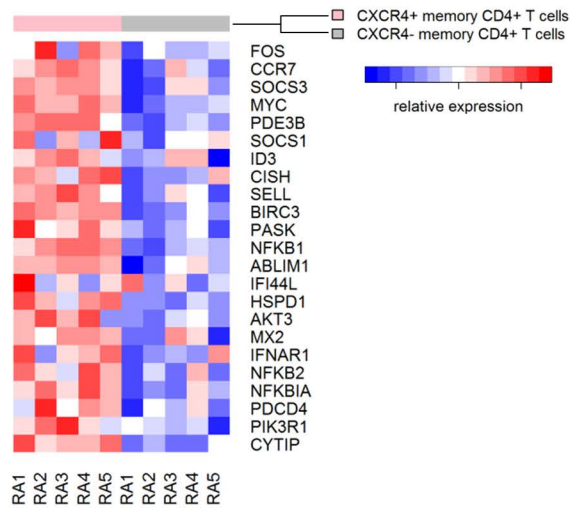 CXCR4+ memory CD4+ T cells
CXCR4- memory CD4+ T cells
FOS
CCR7
SOCS3
MYC
PDE3B
SOCS1
ID3
CISH
SELL
BIRC3
PASK
NFKB1
ABLIM1
IFI44L
HSPD1
AKT3
MX2
IFNAR1
NFKB2
NFKBIA
PDCD4
PIK3R1
CYTIP
relative expression
RA1 RA2 RA3 RA4 RA5 RA1 RA2 RA3 RA4 RA5